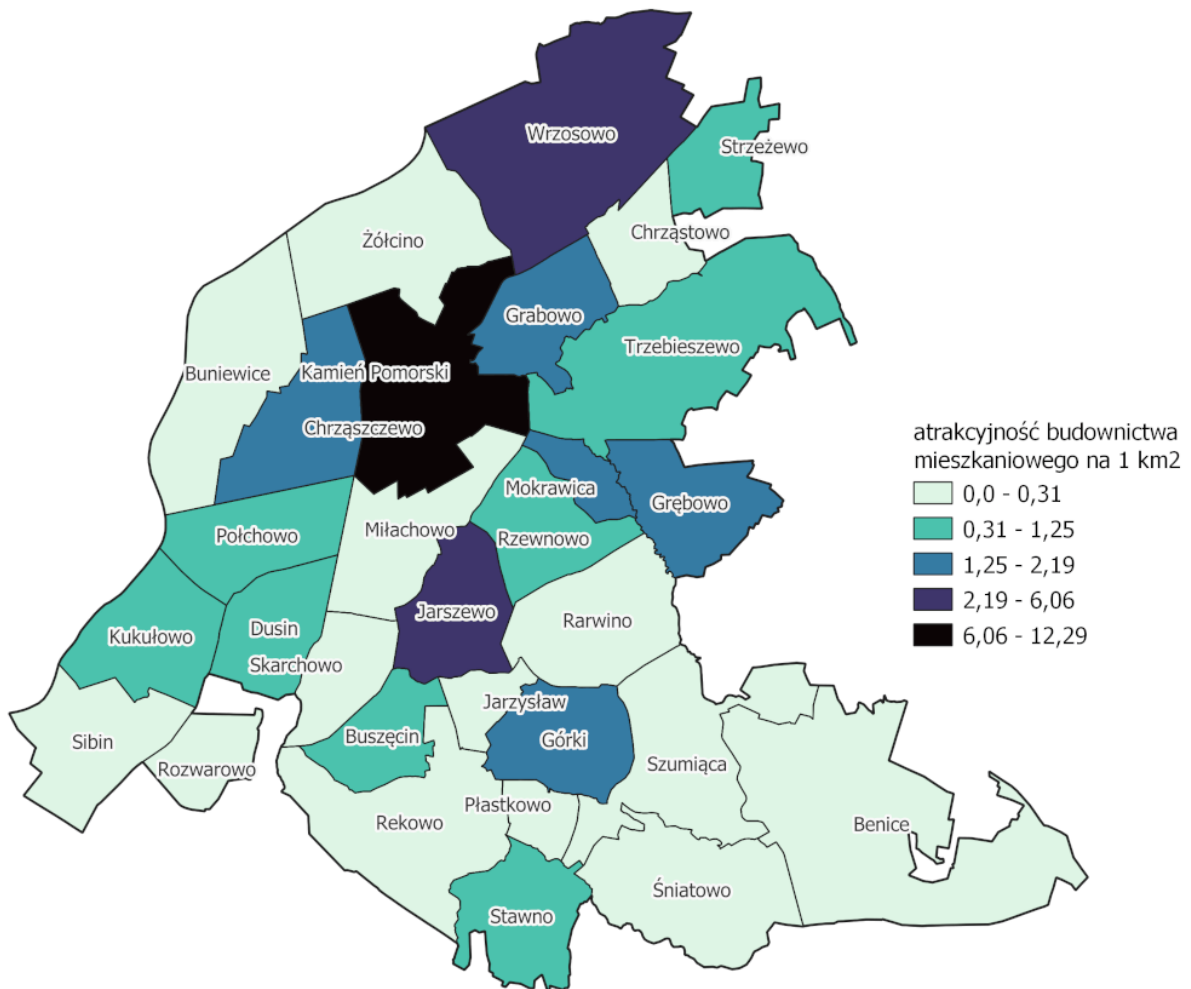 Wrzosowo
Strzeżewo
Chrząstowo
Żółcino
Grabowo
Trzebieszewo
Buniewice
Kamień Pomorski
Chrząszczewo
atrakcyjność budownictwa
mieszkaniowego na 1 km2
0,0 - 0,31
0,31 - 1,25
1,25 - 2,19
2,19 - 6,06
6,06 - 12,29
Mokrawica
Grębowo
Miłachowo
Rzewnowo
Połchowo
Jarszewo
Rarwino
Dusin
Kukułowo
Skarchowo
Jarzysław
Buszęcin
Górki
Sibin
Rozwarowo
Szumiąca
Płastkowo
Rekowo
Benice
Śniatowo
Stawno